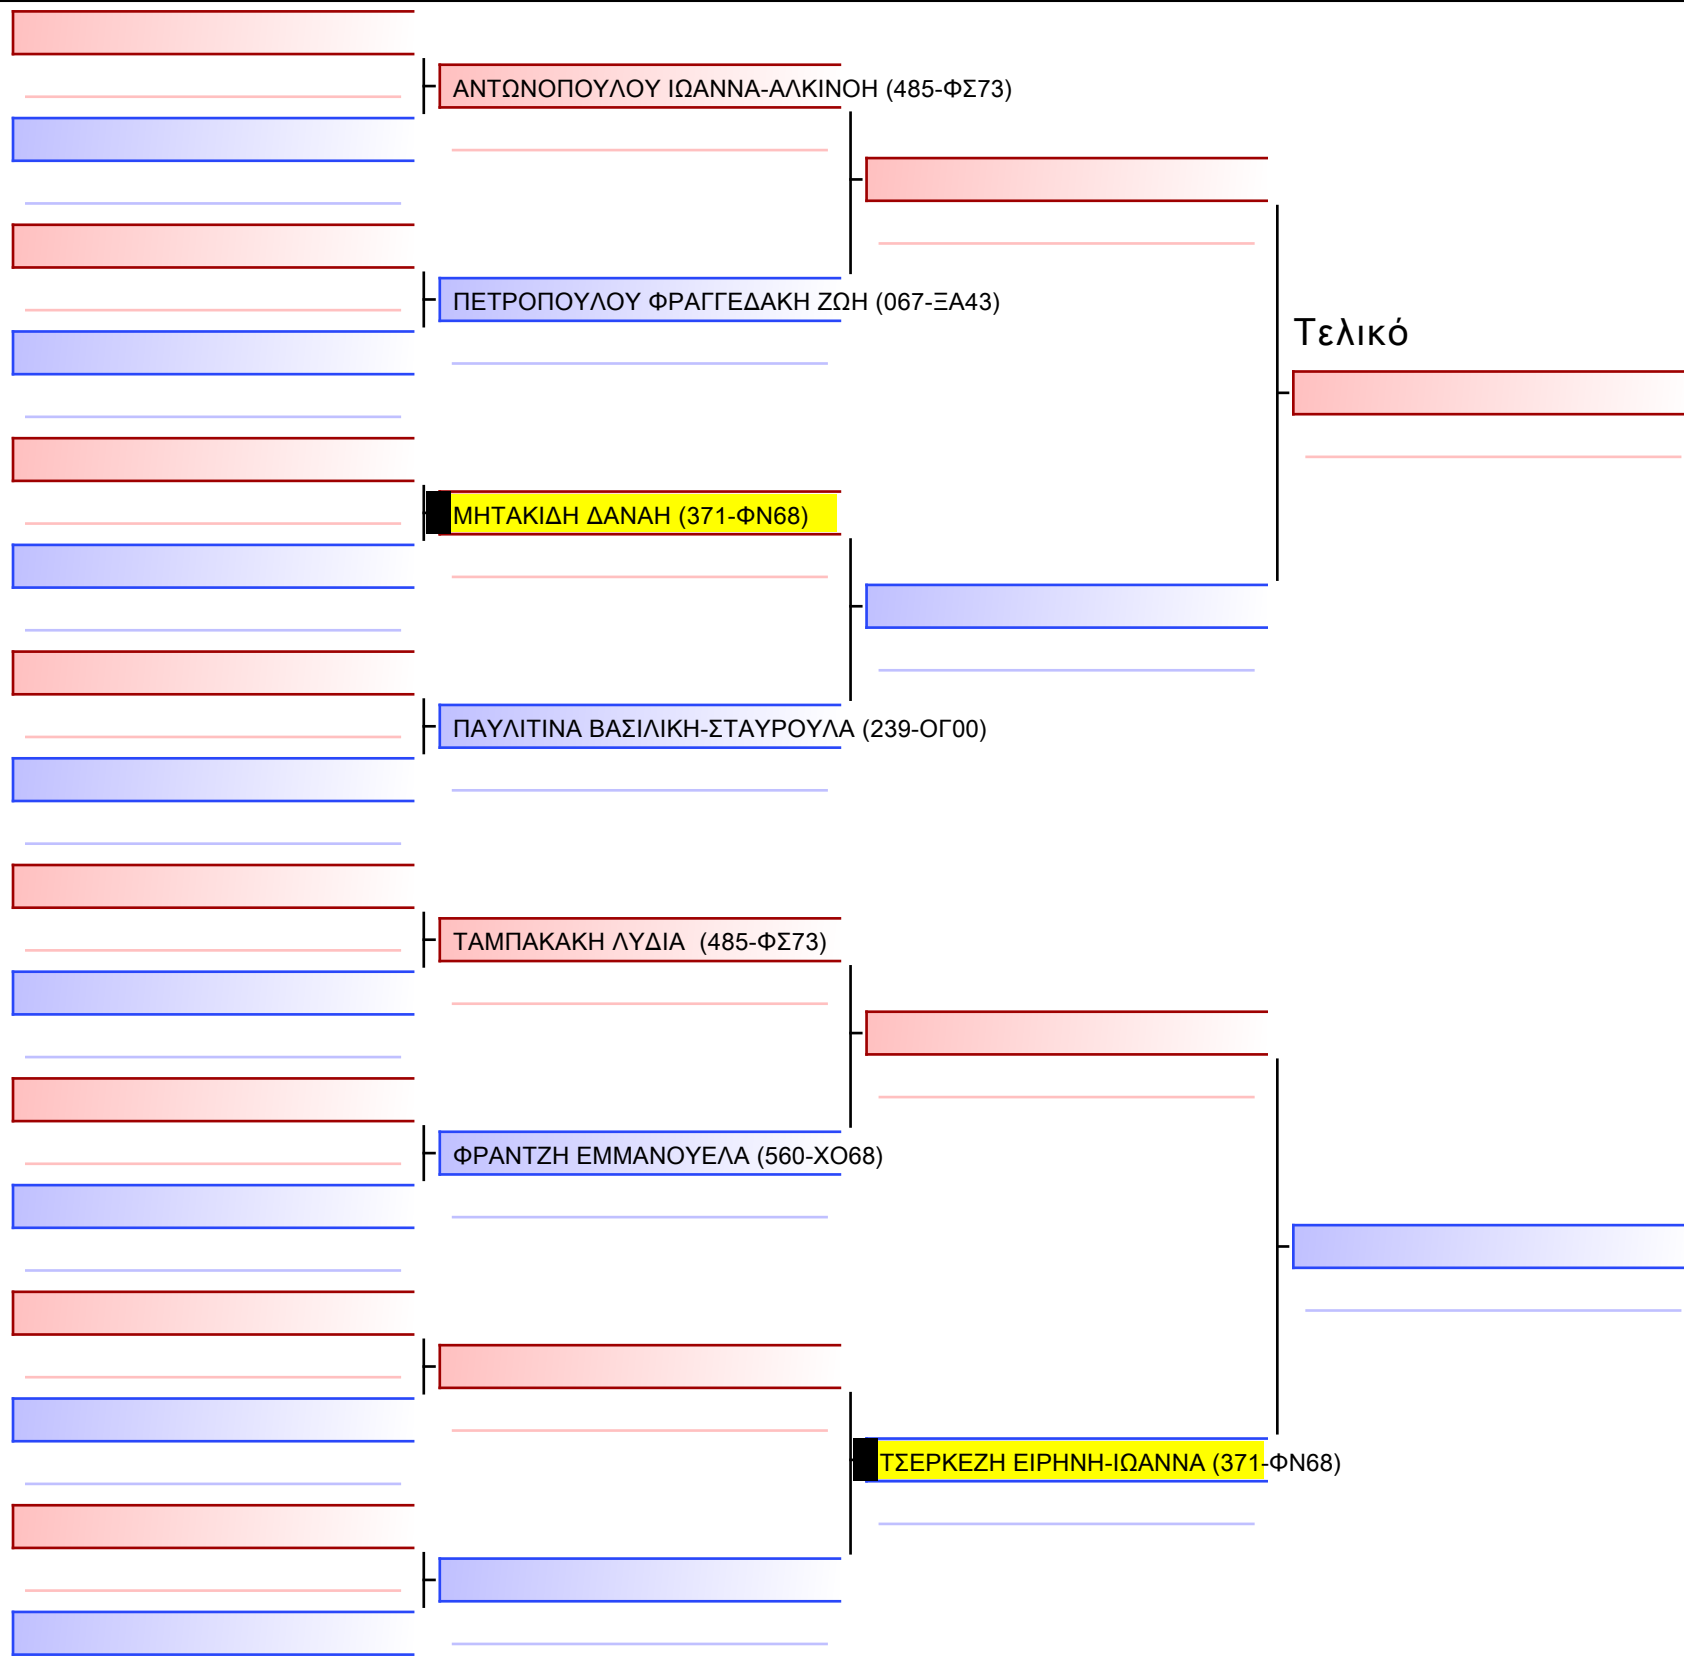 ΑΝΤΩΝΟΠΟΥΛΟΥ ΙΩΑΝΝΑ-ΑΛΚΙΝΟΗ (485-ΦΣ73)
ΠΕΤΡΟΠΟΥΛΟΥ ΦΡΑΓΓΕΔΑΚΗ ΖΩΗ (067-ΞΑ43)
Τελικό
ΜΗΤΑΚΙΔΗ ΔΑΝΑΗ (371-ΦΝ68)
ΠΑΥΛΙΤΙΝΑ ΒΑΣΙΛΙΚΗ-ΣΤΑΥΡΟΥΛΑ (239-ΟΓ00)
ΤΑΜΠΑΚΑΚΗ ΛΥΔΙΑ (485-ΦΣ73)
ΦΡΑΝΤΖΗ ΕΜΜΑΝΟΥΕΛΑ (560-ΧΟ68)
ΤΣΕΡΚΕΖΗ ΕΙΡΗΝΗ-ΙΩΑΝΝΑ (371-ΦΝ68)